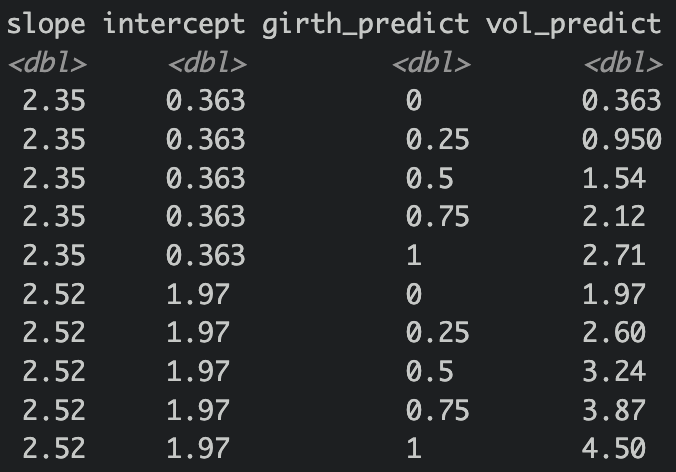 slope intercept girth_predict vol_predict
<dbl> <dbl> <dbl> <dbl>
2.35 0.363 0 0.363
2.35 0.363 0.25 0.950
2.35 0.363 0.5 1.54
2.35 0.363 0.75 2.12
2.35 0.363 1 2.71
2.52 1.97 0 1.97
2.52 1.97 0.25 2.60
2.52 1.97 0.5 3.24
2.52 1.97 0.75 3.87
2.52 1.97 1 4.50